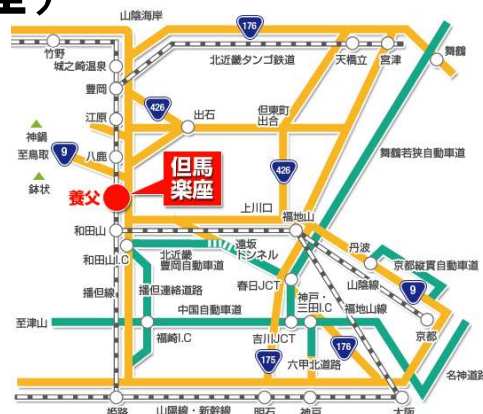 山陰海岸
176
竹野
城之崎温泉
北近畿タンゴ鉄道
天橋立
宮津
舞鶴
豊岡
426
江原
出石
但東町
出合
神鍋
至鳥取
9
八鹿
426
舞鶴若狭自動車道
鉢状
養父
但馬
楽座
上川口
福地山
和田山
和田山I.C
北近畿
豊岡自動車道
遠坂
トンネル
丹波
京都縦貫自動車道
春日JCT
山陰線
9
播但線
播但連絡道路
神戸・
三田I.C
福地山線
中国自動車道
至津山
京都
福崎I.C
吉川JCT
175
176
六甲北道路
名神道路
姫路
山陽線・新幹線
明石
神戸
大阪